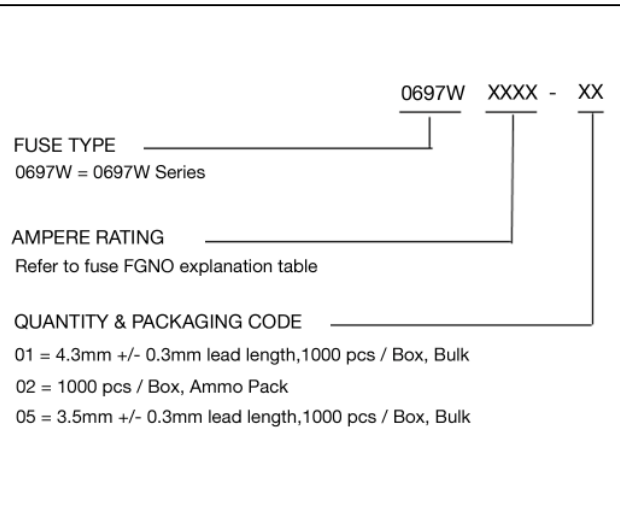 0697W XXXX - XX
FUSE TYPE
0697W = 0697W Series
AMPERE RATING
Refer to fuse FGNO explanation table
QUANTITY & PACKAGING CODE
01 = 4.3mm +/- 0.3mm lead length,1000 pcs / Box, Bulk
02 = 1000 pcs / Box, Ammo Pack
05 = 3.5mm +/- 0.3mm lead length,1000 pcs / Box, Bulk